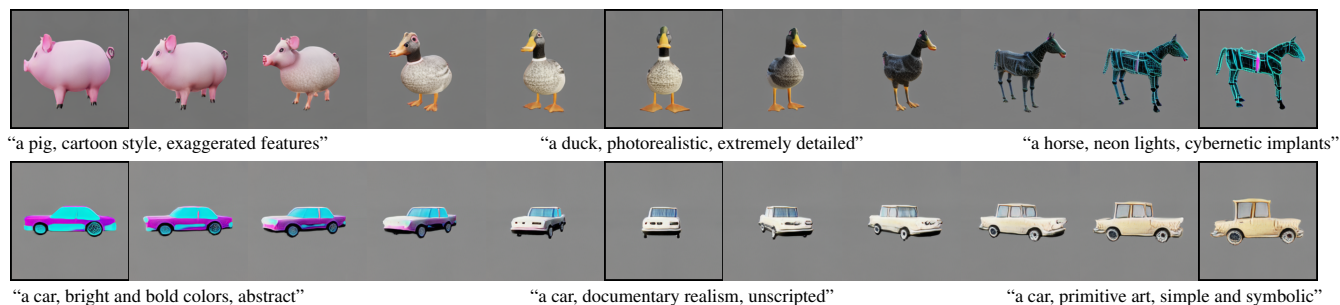 “a pig, cartoon style, exaggerated features” “a duck, photorealistic, extremely detailed” “a horse, neon lights, cybernetic implants”
“a car, bright and bold colors, abstract” “a car, documentary realism, unscripted” “a car, primitive art, simple and symbolic”